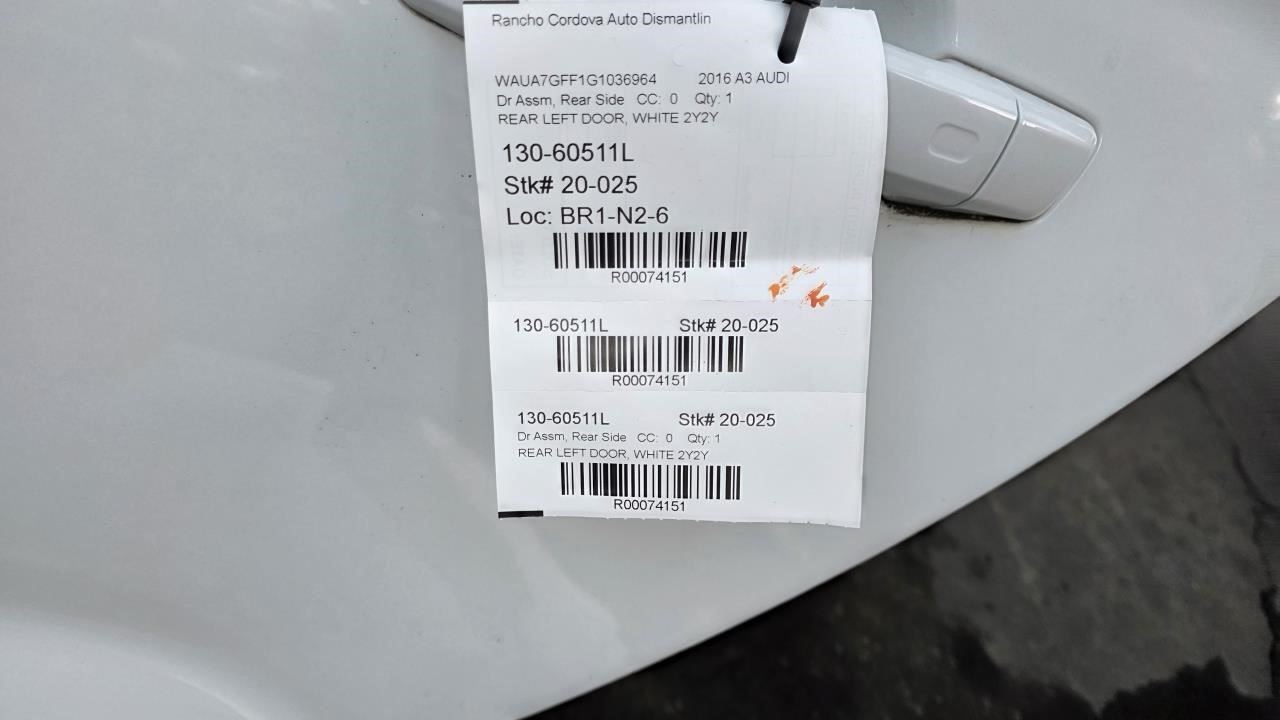 Rancho Cordova Auto Dismantlin
WAUA7GFF1G1036964 2016 A3 AUDI
Dr Assm, Rear Side CC: 0 Qty: 1
REAR LEFT DOOR, WHITE 2Y2Y
130-60511L
Stk# 20-025
Loc: BR1-N2-6
R00074151
130-60511L Stk# 20-025
R00074151
130-60511L Stk# 20-025
Dr Assm, Rear Side CC: 0 Qty: 1
REAR LEFT DOOR, WHITE 2Y2Y
R00074151